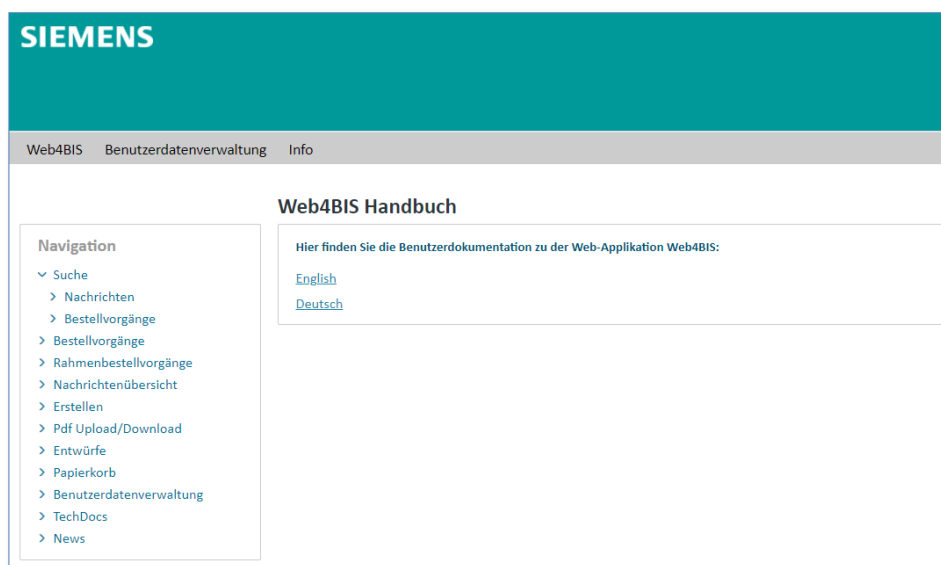 SIEMENS
Web4BIS Benutzerdatenverwaltung Info
Web4BIS Handbuch
Navigation
Suche
Nachrichten
Bestellvorgänge
Bestellvorgänge
Rahmenbestellvorgänge
Nachrichtenübersicht
Erstellen
Pdf Upload/Download
Entwürfe
Papierkorb
Benutzerdatenverwaltung
TechDocs
News
Hier finden Sie die Benutzerdokumentation zu der Web-Applikation Web4BIS:
English
Deutsch